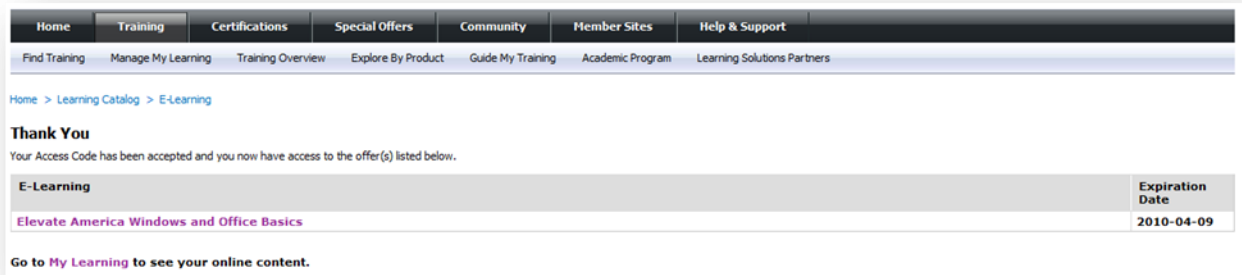 Home Training Certifications Special Offers Community Member Sites Help & Support
Find Training Manage My Learning Training Overview Explore By Product Guide My Training Academic Program Learning Solutions Partners
Home > Learning Catalog > E-Learning
Thank You
Your Access Code has been accepted and you now have access to the offer(s) listed below.
E-Learning Expiration
Date
Elevate America Windows and Office Basics 2010-04-09
Go to My Learning to see your online content.